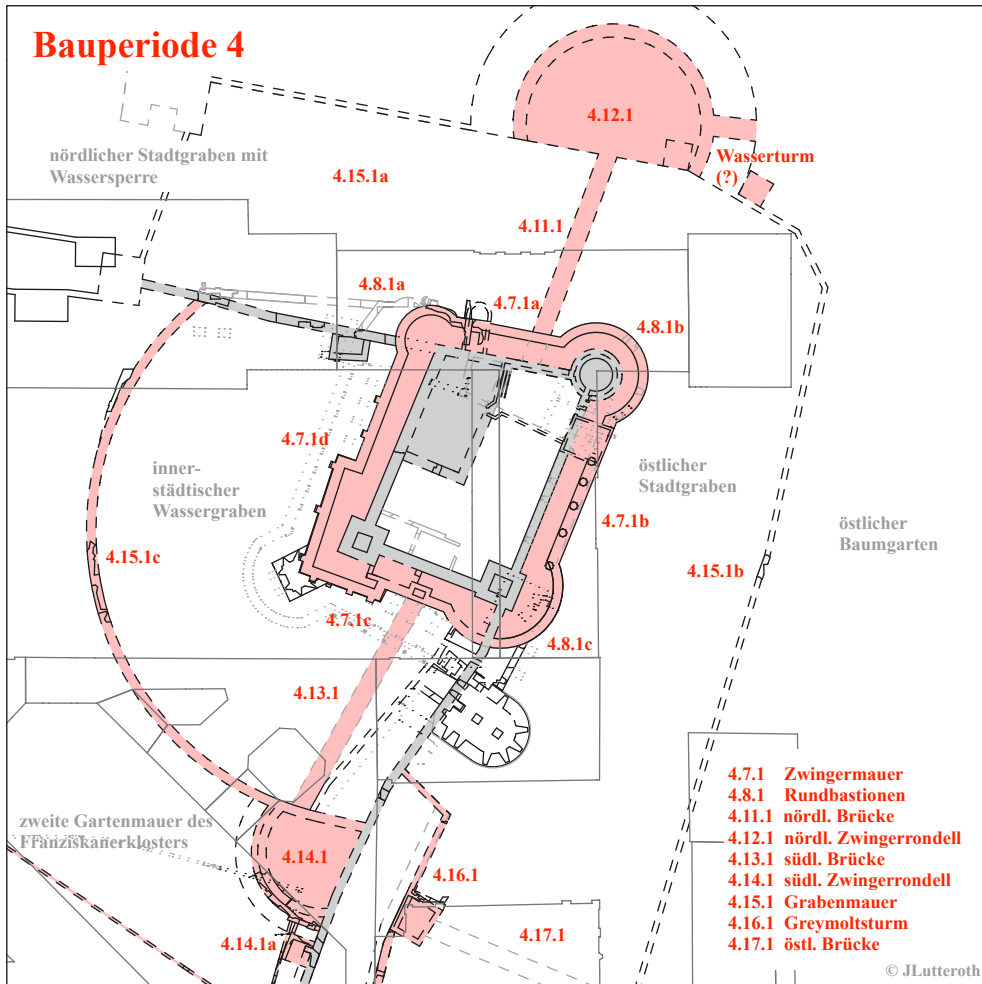 Bauperiode 4
4.12.1
nördlicher Stadtgraben mit
Wassersperre
Wasserturm
(?)
4.15.1a
4.11.1
4.8.1a
4.7.1a
4.8.1b
4.7.1d
inner-
städtischer
Wassergraben
östlicher
Stadtgraben
4.7.1b
östlicher
Baumgarten
4.15.1c
4.15.1b
4.7.1c
4.8.1c
4.13.1
zweite Gartenmauer des
Franziskanerklosters
4.14.1
4.16.1
4.14.1a
4.17.1
4.7.1 Zwingermauer
4.8.1 Rundbastionen
4.11.1 nördl. Brücke
4.12.1 nördl. Zwingerrondell
4.13.1 südl. Brücke
4.14.1 südl. Zwingerrondell
4.15.1 Grabenmauer
4.16.1 Greymoltsturm
4.17.1 östl. Brücke
© JLutteroth